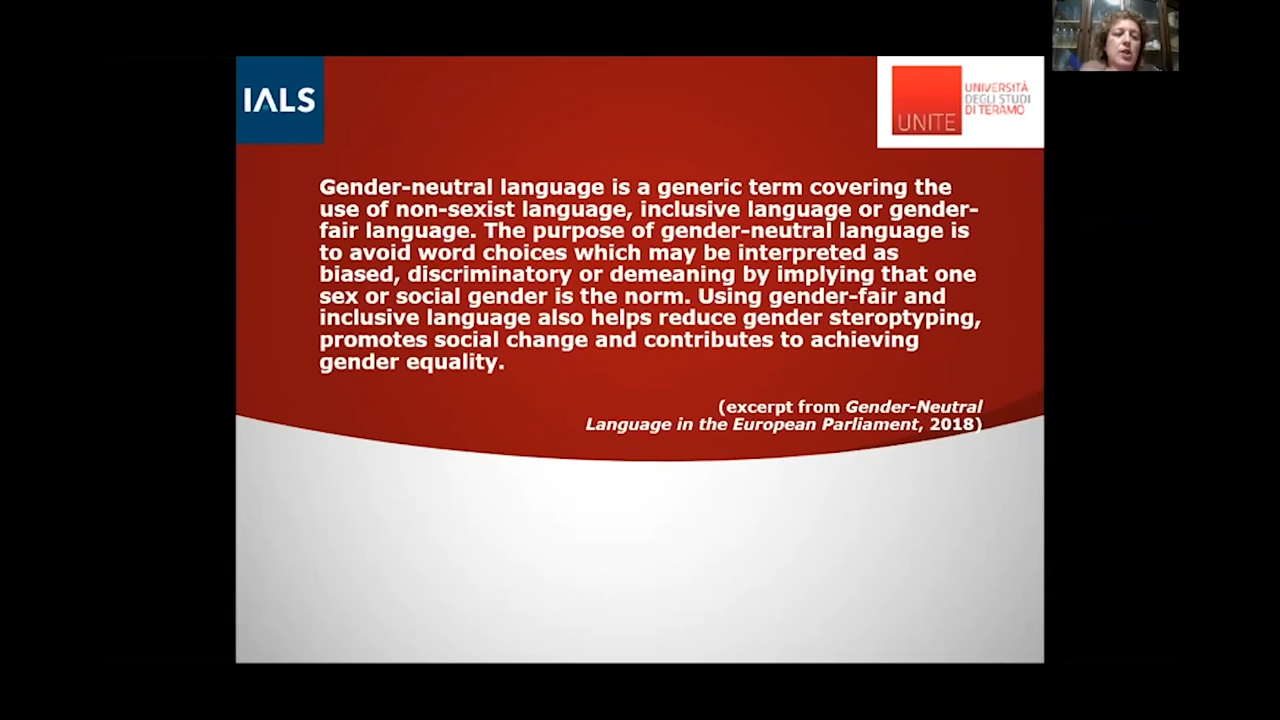 IALS
UNITE
UNIVERSITÀ
DEGLI STUDI
DI TERAMO
Gender-neutral language is a generic term covering the
use of non-sexist language, inclusive language or gender-
fair language. The purpose of gender-neutral language is
to avoid word choices which may be interpreted as
biased, discriminatory or demeaning by implying that one
sex or social gender is the norm. Using gender-fair and
inclusive language also helps reduce gender steroptyping,
promotes social change and contributes to achieving
gender equality.
(excerpt from Gender-Neutral
Language in the European Parliament, 2018)